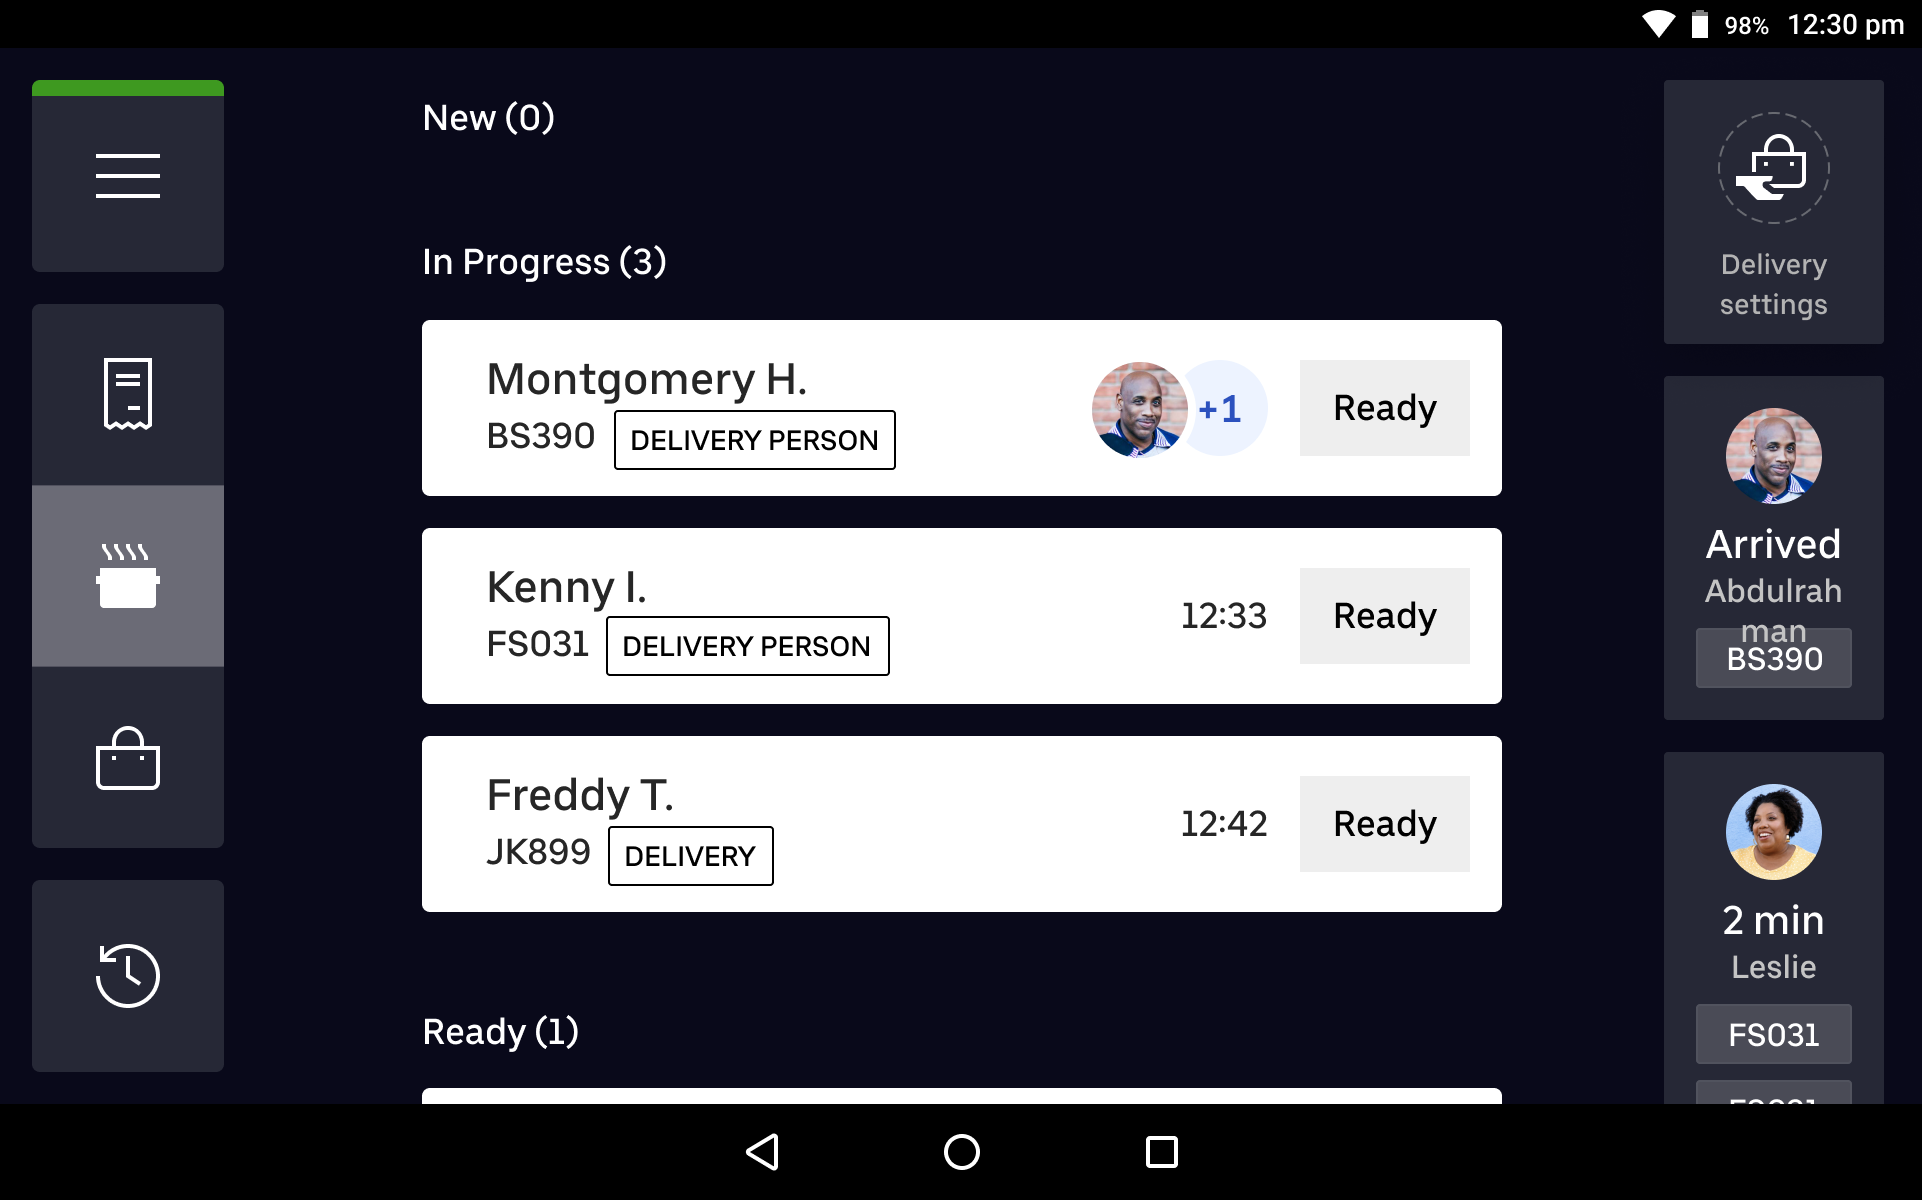 98% 12:30 pm
New (0)
In Progress (3)
Montgomery H.
BS390 DELIVERY PERSON
+1
Ready
Kenny I.
FS031 DELIVERY PERSON
12:33
Ready
Freddy T.
JK899 DELIVERY
12:42
Ready
Ready (1)
Delivery
settings
Arrived
Abdulrah
man
BS390
2 min
Leslie
FS031